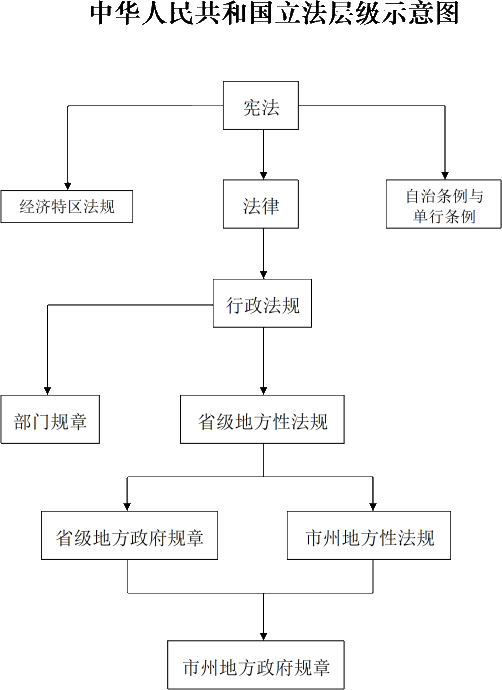 中华人民共和国立法层级示意图
宪法
经济特区法规
法律
自治条例与
单行条例
行政法规
部门规章
省级地方性法规
省级地方政府规章
市州地方性法规
市州地方政府规章